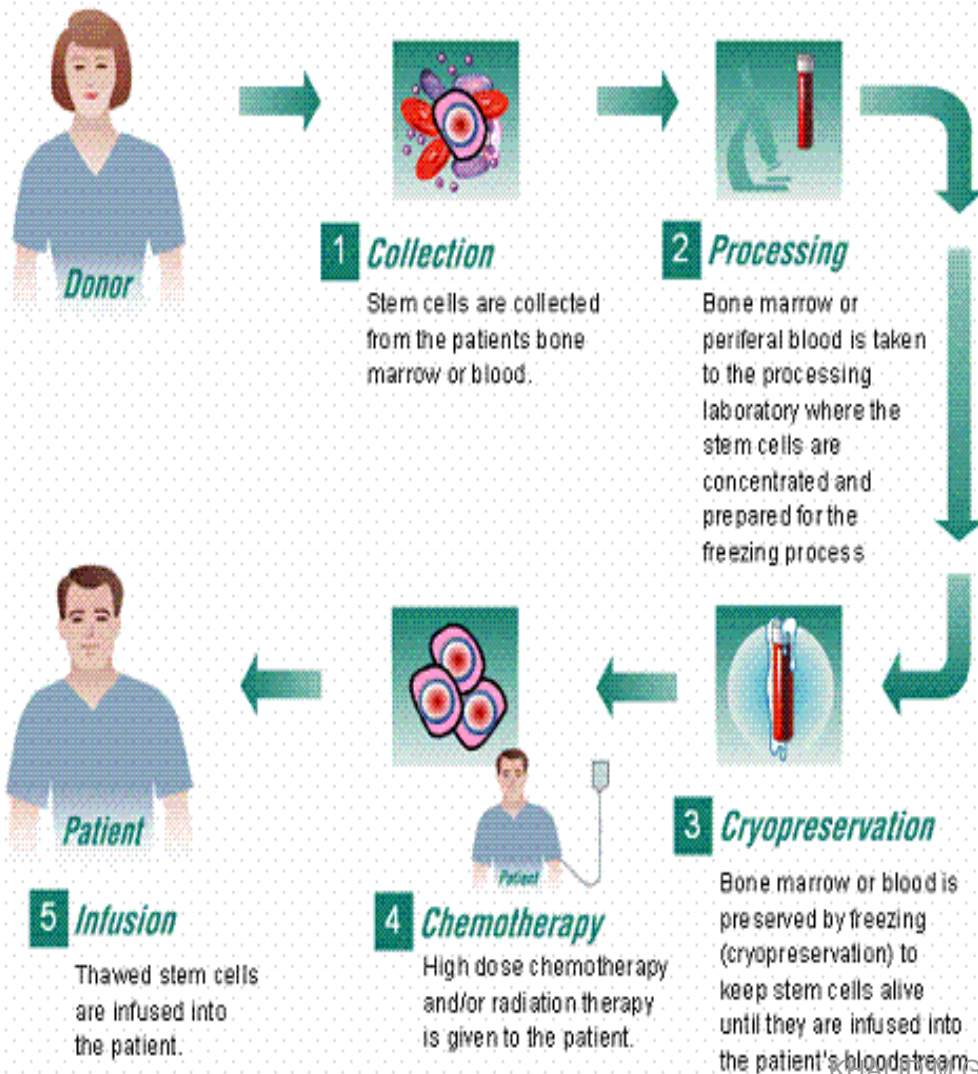 Donor
1 Collection
Stem cells are collected
from the patients bone
marrow or blood.
2 Processing
Bone marrow or
periferal blood is taken
to the processing
laboratory where the
stem cells are
concentrated and
prepared for the
freezing process
3 Cryopreservation
Bone marrow or blood is
preserved by freezing
(cryopreservation) to
keep stem cells alive
until they are infused into
the patient's bloodstream
4 Chemotherapy
High dose chemotherapy
and/or radiation therapy
is given to the patient.
Patient
5 Infusion
Thawed stem cells
are infused into
the patient.
Patient